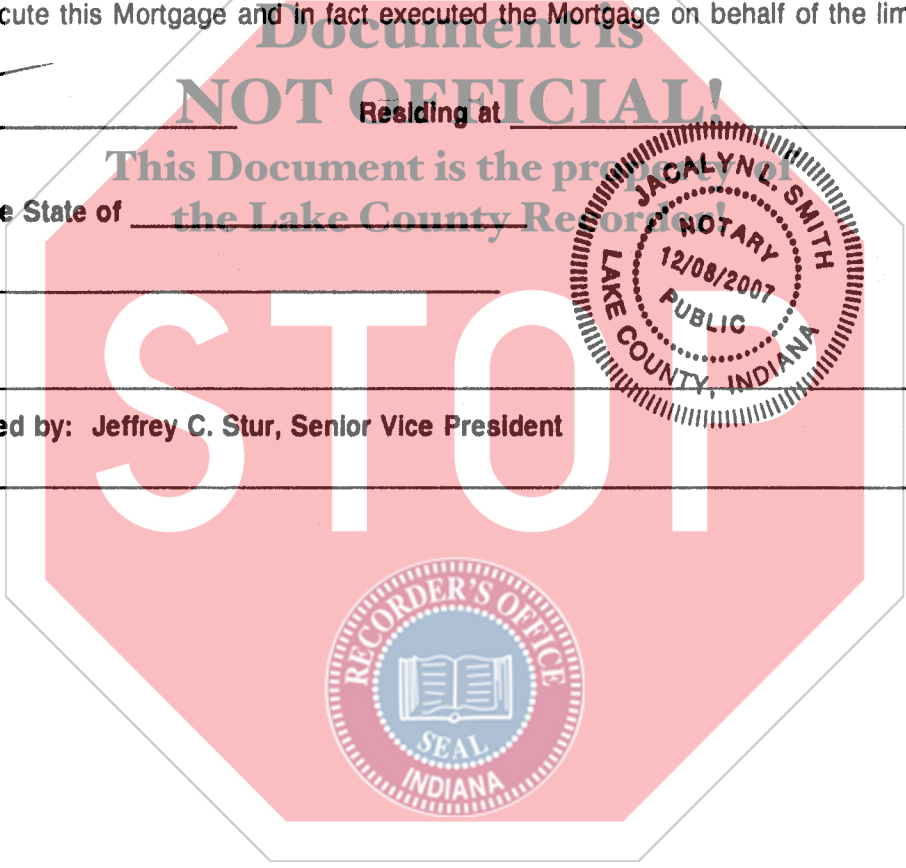 cute this Mortgage and in fact executed the Mortgage on behalf of the lim
Document is
NOT OFFICIAL!
Residing at
This Document is the property of
the Lake County Recorder!
e State of
JACALYN L. SMITH
NOTARY
12/08/2007
PUBLIC
LAKE COUNTY, INDIANA
STOP
ed by: Jeffrey C. Stur, Senior Vice President
RECORDER'S OFFICE
SEAL
INDIANA